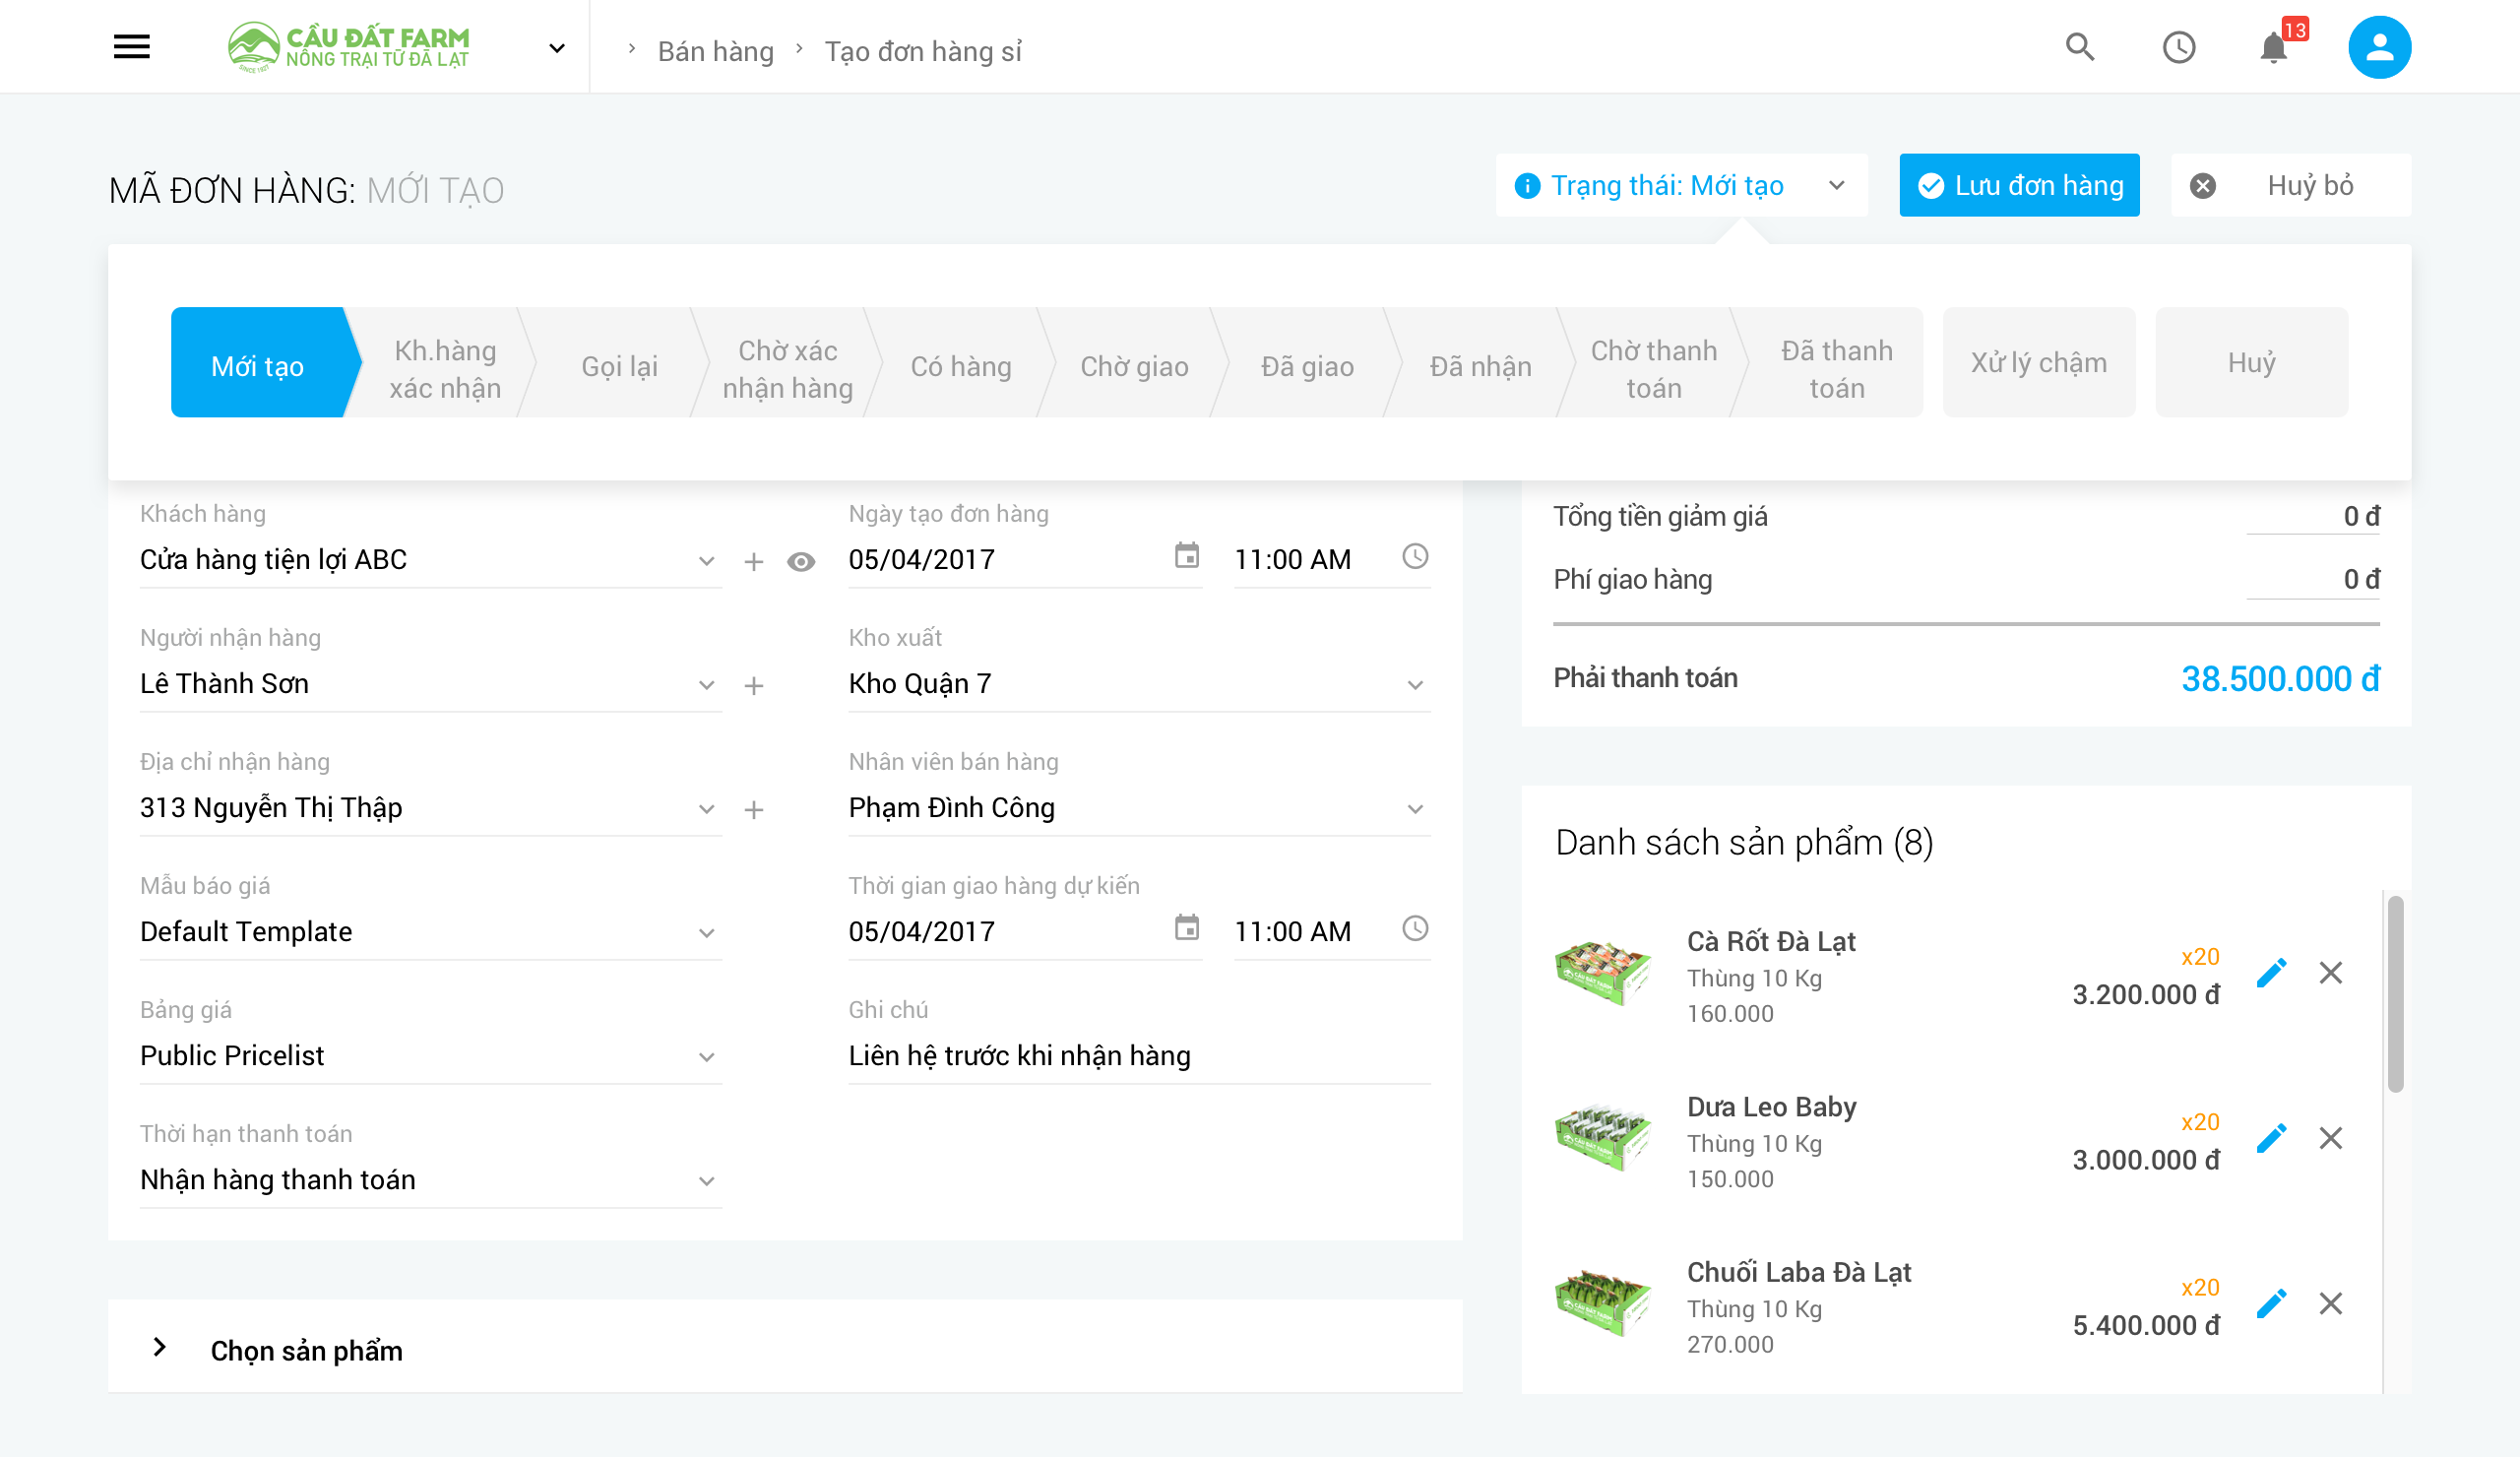 CẦU ĐẤT FARM
NÔNG TRẠI TỪ ĐÀ LẠT
SINCE 1927
Bán hàng
Tạo đơn hàng sỉ
13
MÃ ĐƠN HÀNG: MỚI TẠO
Trạng thái: Mới tạo
Lưu đơn hàng
Huỷ bỏ
Mới tạo
Kh.hàng
xác nhận
Gọi lại
Chờ xác
nhận hàng
Có hàng
Chờ giao
Đã giao
Đã nhận
Chờ thanh
toán
Đã thanh
toán
Xử lý chậm
Huỷ
Khách hàng
Cửa hàng tiện lợi ABC
Người nhận hàng
Lê Thành Sơn
Địa chỉ nhận hàng
313 Nguyễn Thị Thập
Mẫu báo giá
Default Template
Bảng giá
Public Pricelist
Thời hạn thanh toán
Nhận hàng thanh toán
Ngày tạo đơn hàng
05/04/2017
11:00 AM
Kho xuất
Kho Quận 7
Nhân viên bán hàng
Phạm Đình Công
Thời gian giao hàng dự kiến
05/04/2017
11:00 AM
Ghi chú
Liên hệ trước khi nhận hàng
Chọn sản phẩm
Tổng tiền giảm giá
0 đ
Phí giao hàng
0 đ
Phải thanh toán
38.500.000 đ
Danh sách sản phẩm (8)
Cà Rốt Đà Lạt
Thùng 10 Kg
160.000
x20
3.200.000 đ
Dưa Leo Baby
Thùng 10 Kg
150.000
x20
3.000.000 đ
Chuối Laba Đà Lạt
Thùng 10 Kg
270.000
x20
5.400.000 đ